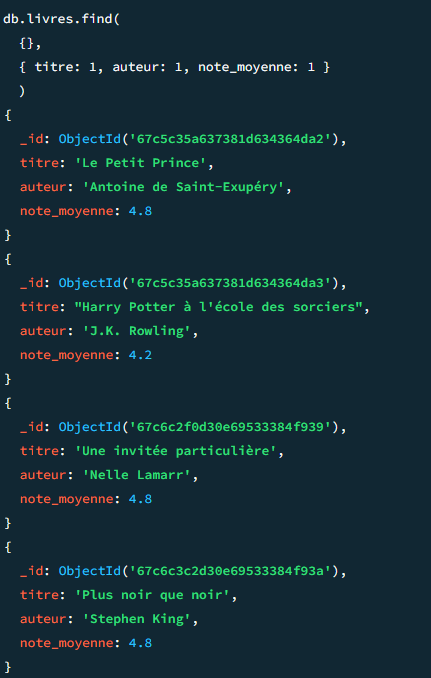 db.livres.find(
{},
{ titre: 1, auteur: 1, note_moyenne: 1 }
)
{
_id: ObjectId('67c5c35a637381d634364da2'),
titre: 'Le Petit Prince',
auteur: 'Antoine de Saint-Exupéry',
note_moyenne: 4.8
}
{
_id: ObjectId('67c5c35a637381d634364da3'),
titre: "Harry Potter à l'école des sorciers",
auteur: 'J.K. Rowling',
note_moyenne: 4.2
}
{
_id: ObjectId('67c6c2f0d30e69533384f939'),
titre: 'Une invitée particulière',
auteur: 'Nelle Lamarr',
note_moyenne: 4.8
}
{
_id: ObjectId('67c6c3c2d30e69533384f93a'),
titre: 'Plus noir que noir',
auteur: 'Stephen King',
note_moyenne: 4.8
}